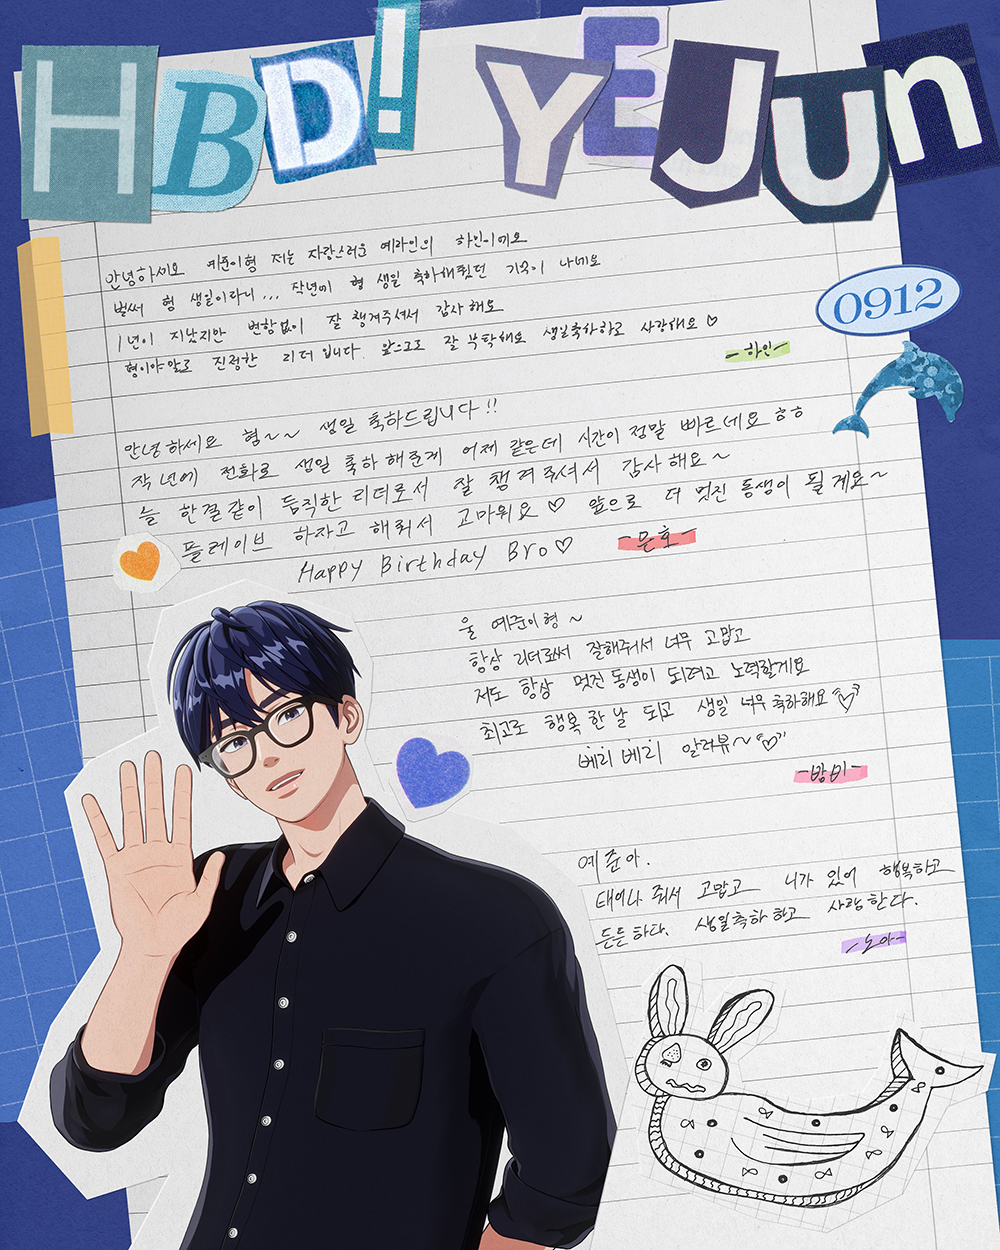 HBD! YEJUN
안녕하세요 예준이형 저는 자랑스러운 예라인의 하민이에요
벌써 형 생일이라니... 작년에 형 생일 축하해줬던 기억이 나네요
1년이 지났지만 변함없이 잘 챙겨주셔서 감사해요
형이야말로 진정한 리더입니다. 앞으로도 잘 부탁해요 생일축하하고 사랑해요♡
-하민-
0912
안녕하세요 형~~ 생일 축하드립니다!!
작년에 전화로 생일 축하해준게 어제 같은데 시간이 정말 빠르네요ㅎㅎ
늘 한결같이 듬직한 리더로서 잘 챙겨주셔서 감사해요~
플레이브 하자고 해줘서 고마워요♡ 앞으로 더 멋진 동생이 될게요~
Happy Birthday Bro♡
-은호-
울 예준이형~
항상 리더로써 잘해줘서 너무 고맙고
저도 항상 멋진 동생이 되려고 노력할게요
최고로 행복한 날 되고 생일 너무 축하해요"♡"
베리 베리 알러뷰~"♡"
-밤비-
예준아.
태어나 줘서 고맙고 니가 있어 행복하고
든든하다. 생일축하하고 사랑한다.
-노아-